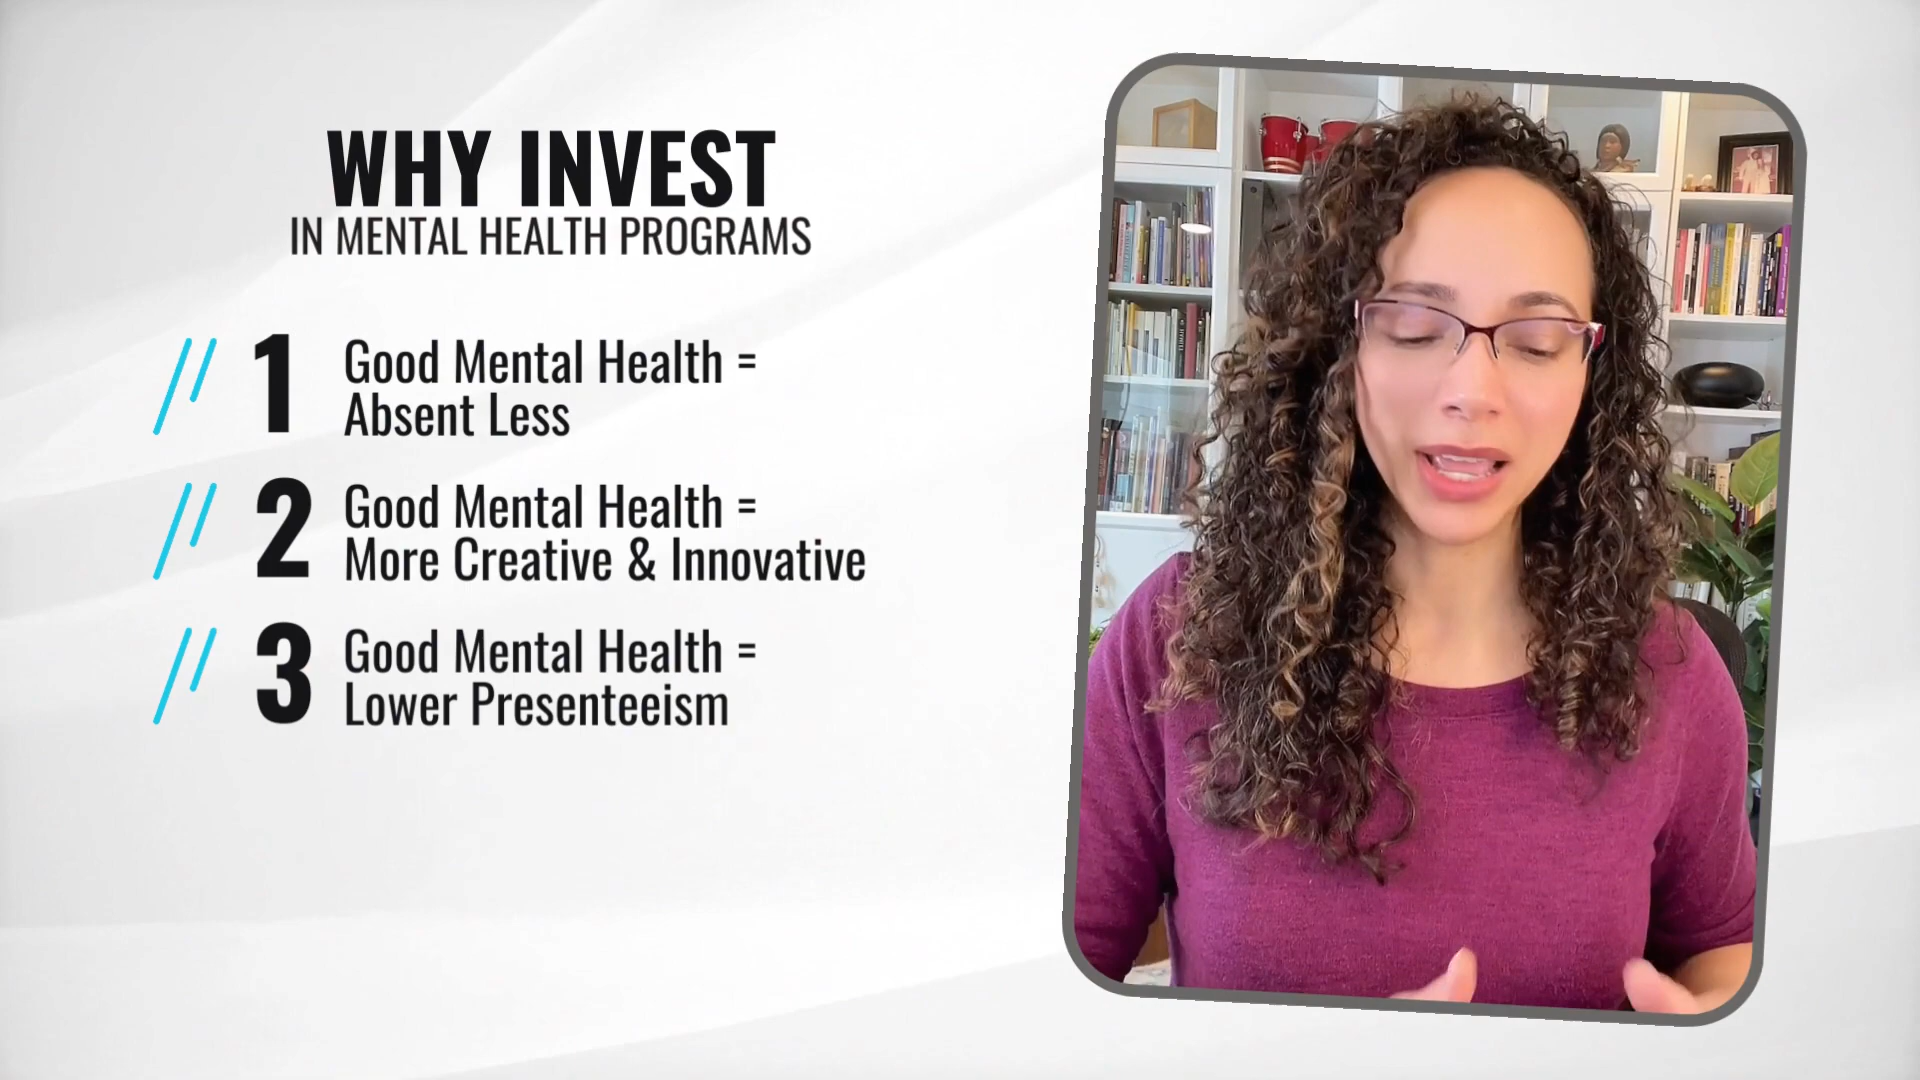 WHY INVEST
IN MENTAL HEALTH PROGRAMS
1 Good Mental Health =
Absent Less
2 Good Mental Health =
More Creative & Innovative
3 Good Mental Health =
Lower Presenteeism